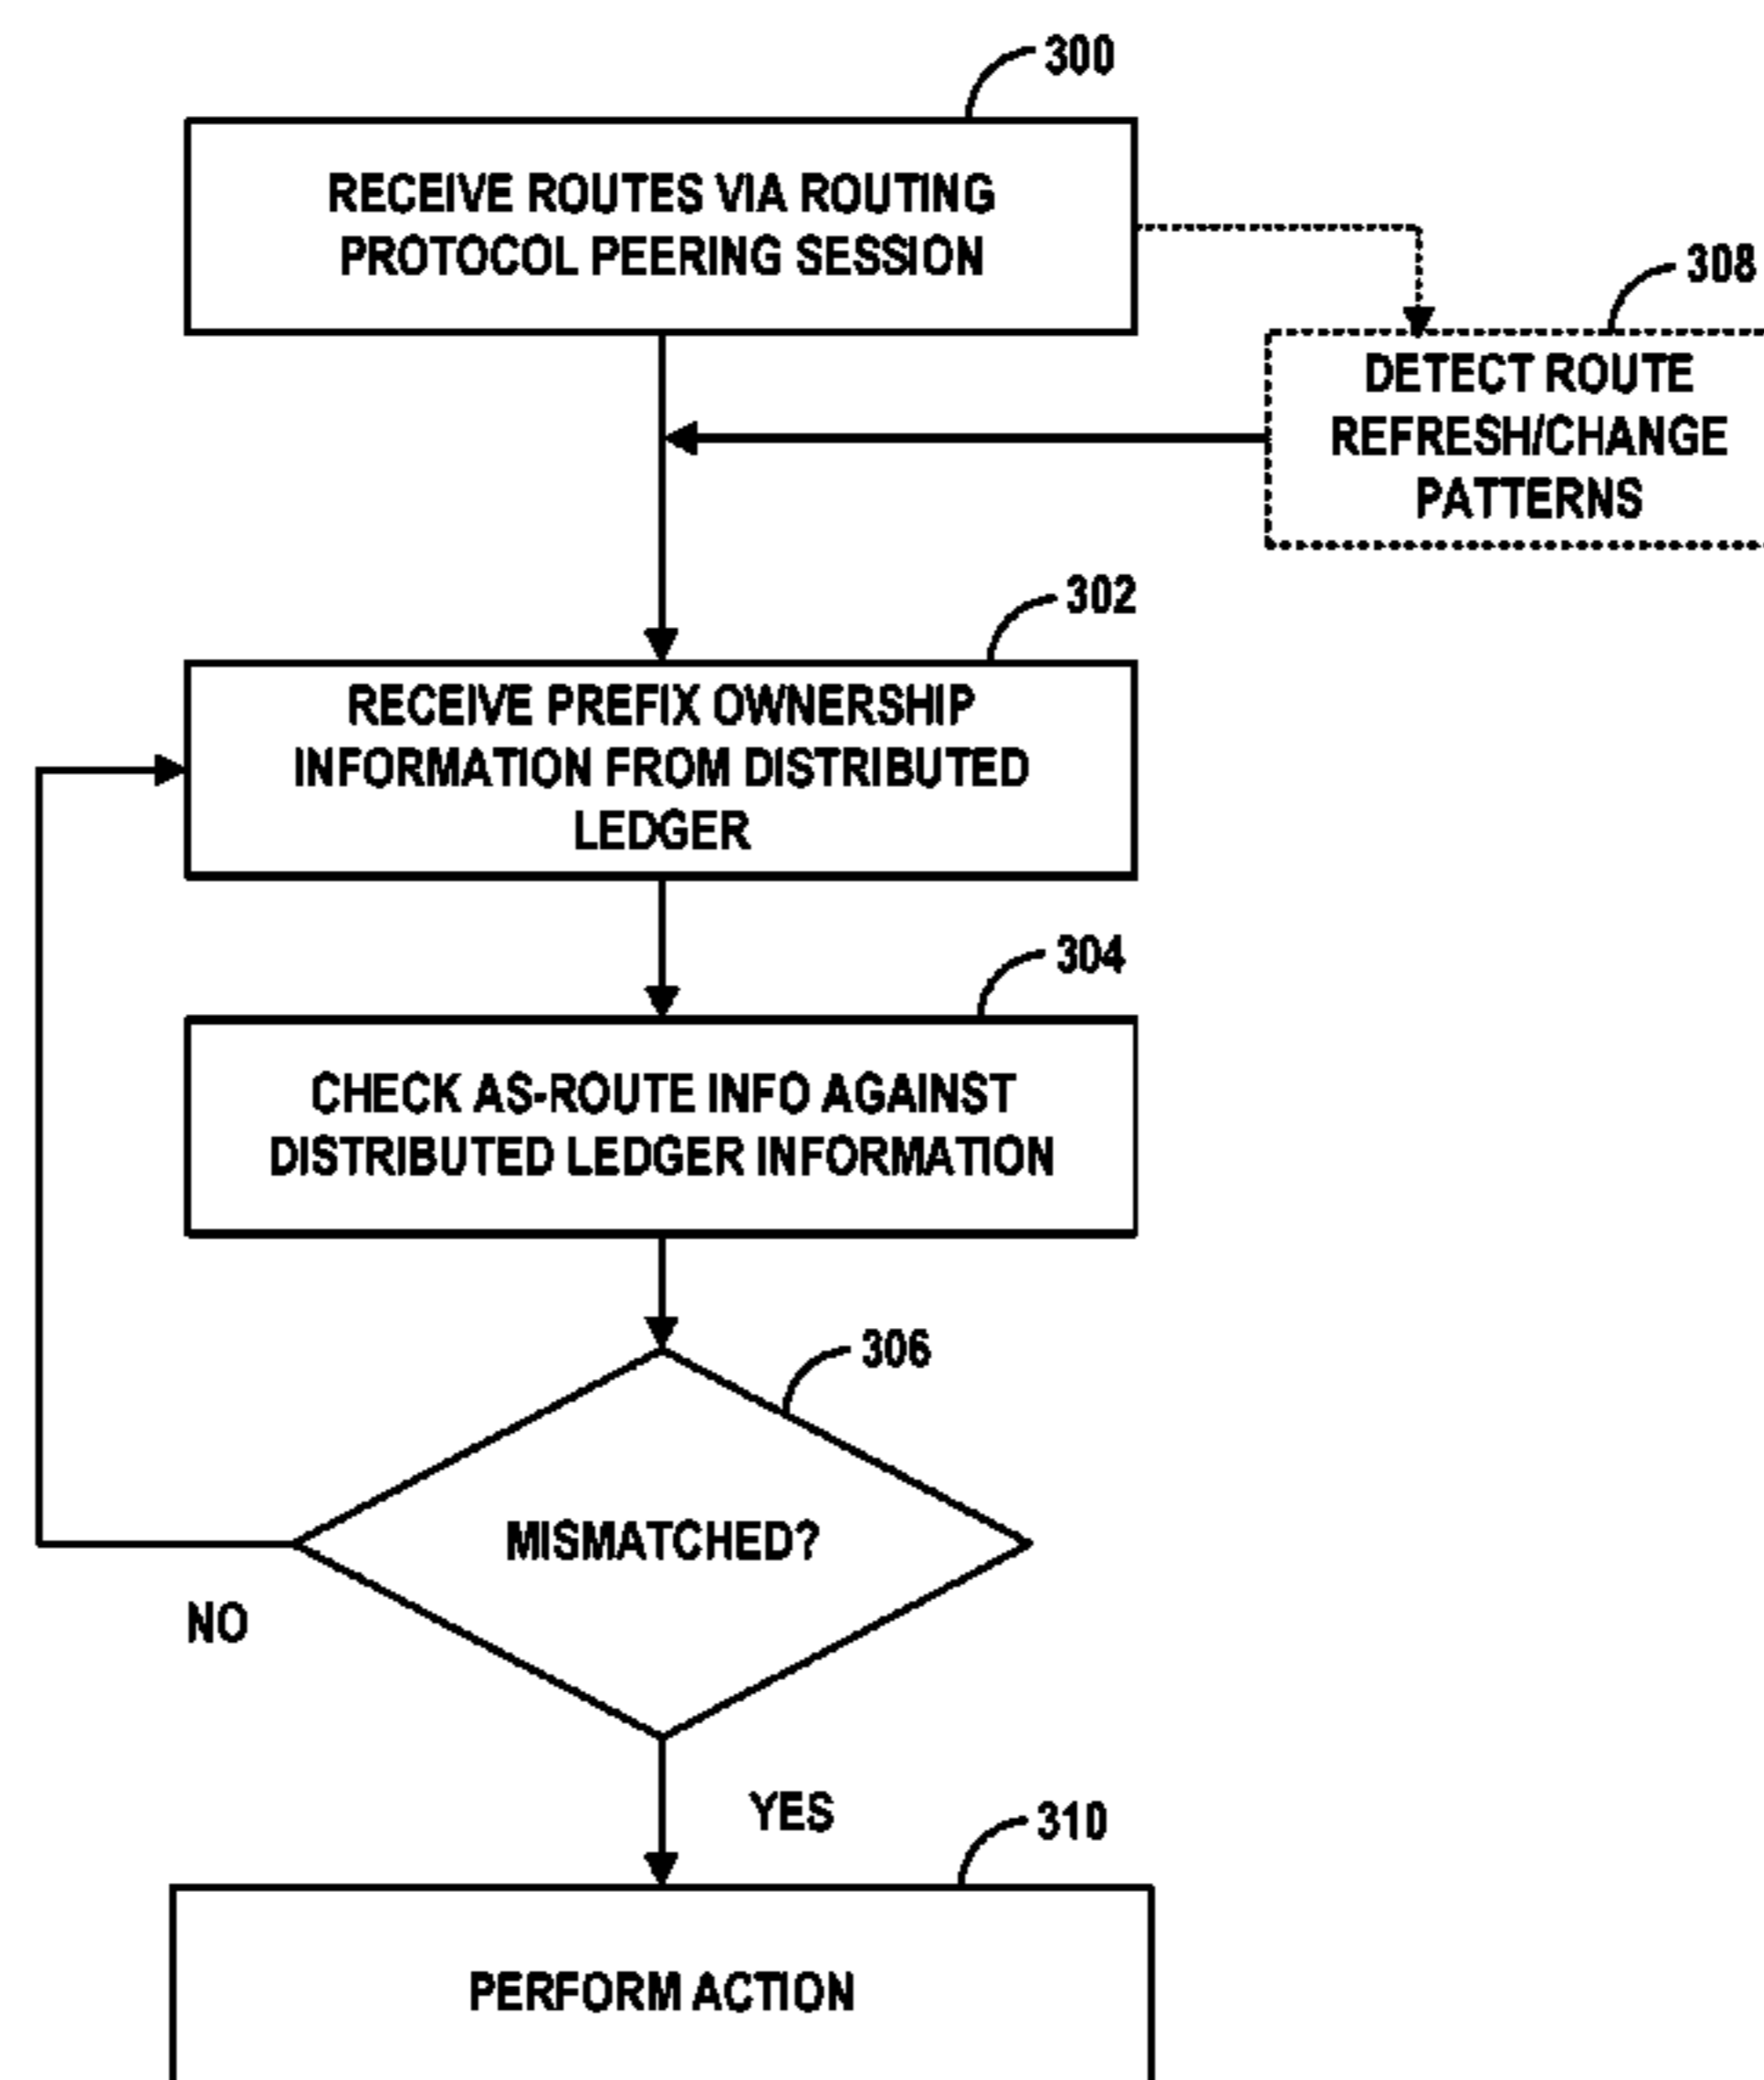 300
RECEIVE ROUTES VIA ROUTING
PROTOCOL PEERING SESSION
308
DETECT ROUTE
REFRESH/CHANGE
PATTERNS
302
RECEIVE PREFIX OWNERSHIP
INFORMATION FROM DISTRIBUTED
LEDGER
304
CHECK AS-ROUTE INFO AGAINST
DISTRIBUTED LEDGER INFORMATION
306
MISMATCHED?
NO
YES
310
PERFORM ACTION